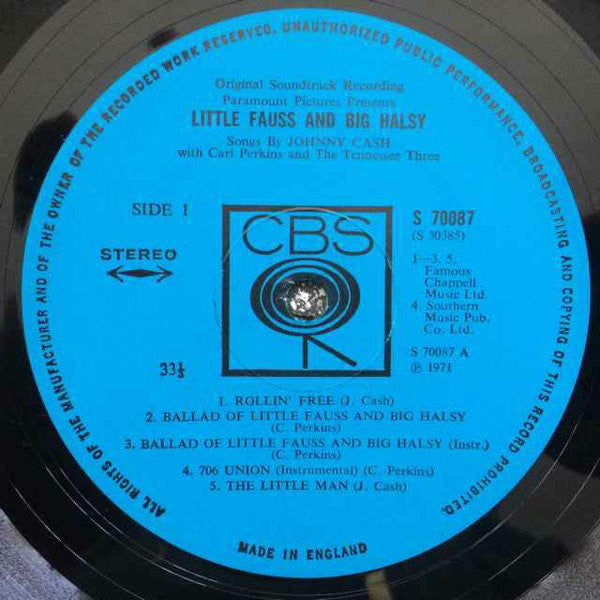 ALL RIGHTS OF THE MANUFACTURER AND OF THE OWNER OF THE RECORDED WORK RESERVED. UNAUTHORIZED PUBLIC PERFORMANCE, BROADCASTING AND COPYING OF THIS RECORD PROHIBITED.
Original Soundtrack Recording
Paramount Pictures Presents
LITTLE FAUSS AND BIG HALSY
Songs By JOHNNY CASH
with Carl Perkins and The Tennessee Three
SIDE 1
STEREO
33⅓
CBS
S 70087
(S 30385)
1—3. 5.
Famous
Chappell
Music Ltd.
4. Southern
Music Pub.
Co. Ltd.
S 70087 A
℗ 1971
1. ROLLIN' FREE (J. Cash)
2. BALLAD OF LITTLE FAUSS AND BIG HALSY
(C. Perkins)
3. BALLAD OF LITTLE FAUSS AND BIG HALSY (Instr.)
(C. Perkins)
4. 706 UNION (Instrumental) (C. Perkins)
5. THE LITTLE MAN (J. Cash)
MADE IN ENGLAND